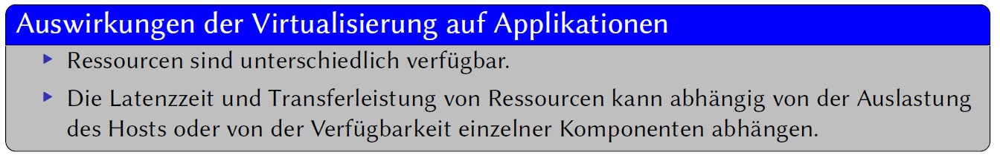 Auswirkungen der Virtualisierung auf Applikationen
Ressourcen sind unterschiedlich verfügbar.
Die Latenzzeit und Transferleistung von Ressourcen kann abhängig von der Auslastung
des Hosts oder von der Verfügbarkeit einzelner Komponenten abhängen.